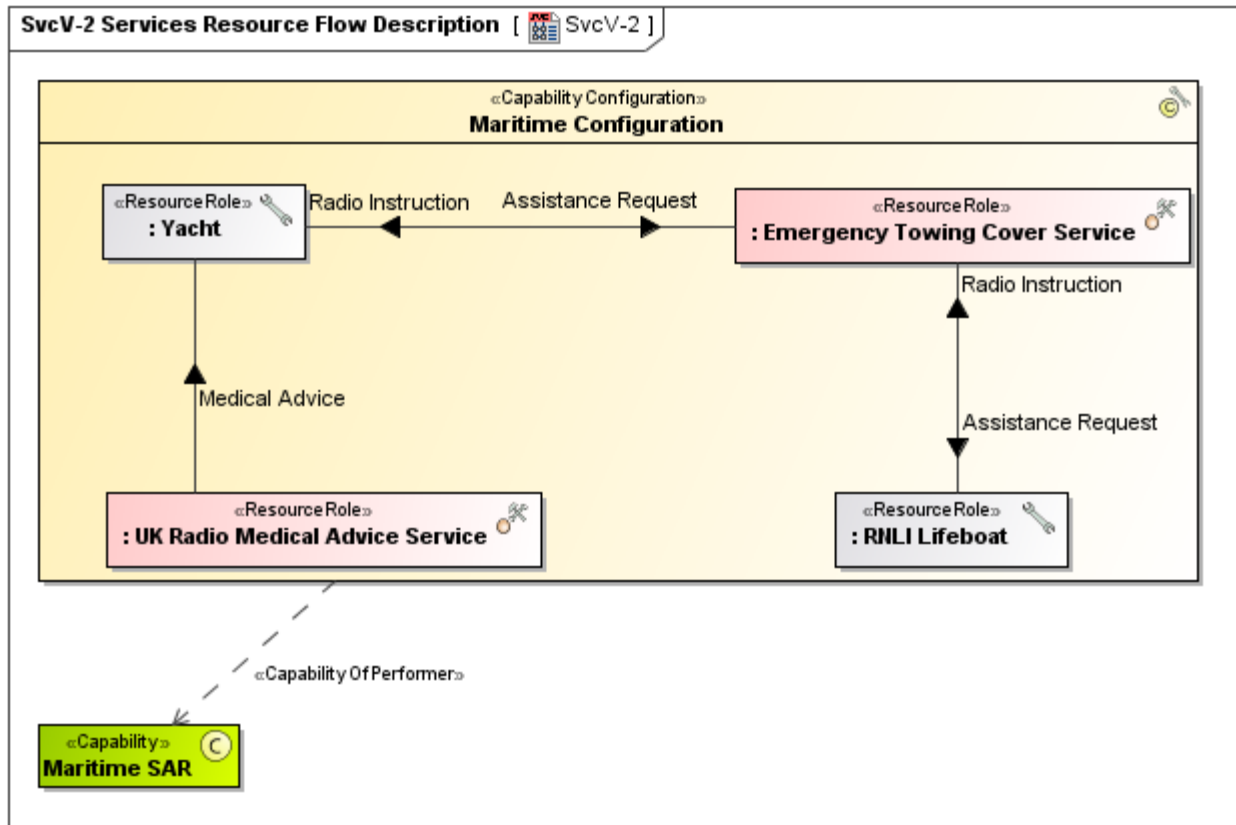 SvcV-2 Services Resource Flow Description [ SvcV-2 ]
«Capability Configuration»
Maritime Configuration
«ResourceRole»
: Yacht
Radio Instruction
Assistance Request
«ResourceRole»
: Emergency Towing Cover Service
Radio Instruction
Medical Advice
Assistance Request
«ResourceRole»
: UK Radio Medical Advice Service
«ResourceRole»
: RNLI Lifeboat
«Capability Of Performer»
«Capability»
C
Maritime SAR